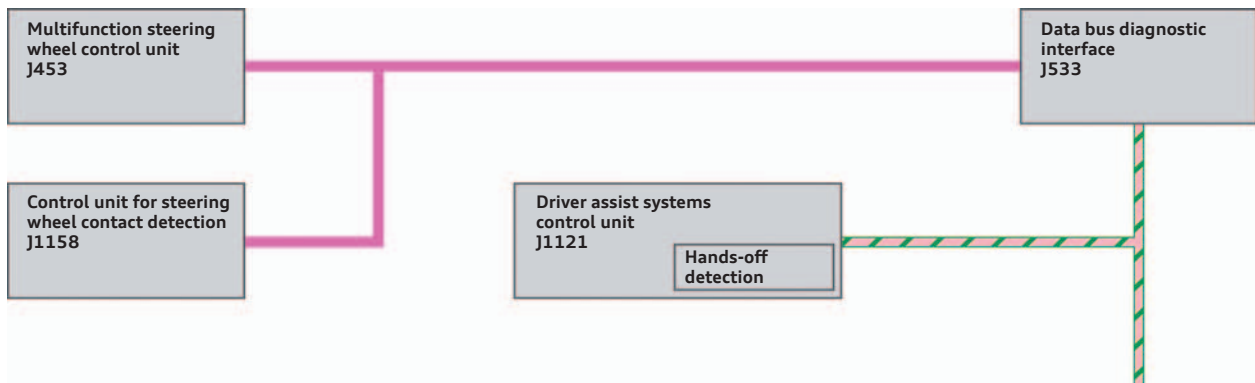 Multifunction steering
wheel control unit
J453
Data bus diagnostic
interface
J533
Control unit for steering
wheel contact detection
J1158
Driver assist systems
control unit
J1121
Hands-off
detection